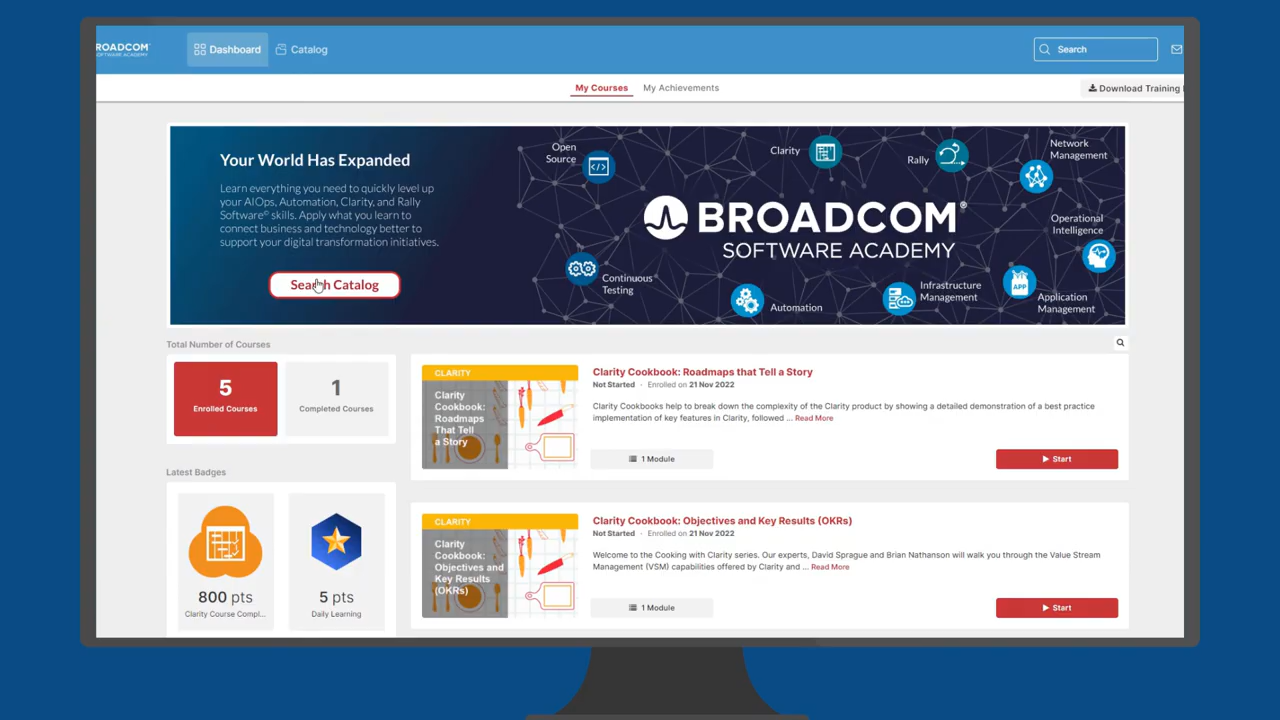 ROADCOM
SOFTWARE ACADEMY
Dashboard
Catalog
Search
My Courses
My Achievements
Download Training
Your World Has Expanded
Learn everything you need to quickly level up
your AIOps, Automation, Clarity, and Rally
Software® skills. Apply what you learn to
connect business and technology better to
support your digital transformation initiatives.
Search Catalog
Open
Source
Clarity
Rally
Network
Management
BROADCOM®
SOFTWARE ACADEMY
Operational
Intelligence
Continuous
Testing
Automation
Infrastructure
Management
APP
Application
Management
Total Number of Courses
5
Enrolled Courses
1
Completed Courses
CLARITY
Clarity
Cookbook:
Roadmaps
That Tell
a Story
Clarity Cookbook: Roadmaps that Tell a Story
Not Started · Enrolled on 21 Nov 2022
Clarity Cookbooks help to break down the complexity of the Clarity product by showing a detailed demonstration of a best practice
implementation of key features in Clarity, followed ... Read More
1 Module
Start
Latest Badges
800 pts
Clarity Course Compl...
5 pts
Daily Learning
CLARITY
Clarity
Cookbook:
Objectives and
Key Results
(OKRs)
Clarity Cookbook: Objectives and Key Results (OKRs)
Not Started · Enrolled on 21 Nov 2022
Welcome to the Cooking with Clarity series. Our experts, David Sprague and Brian Nathanson will walk you through the Value Stream
Management (VSM) capabilities offered by Clarity and ... Read More
1 Module
Start